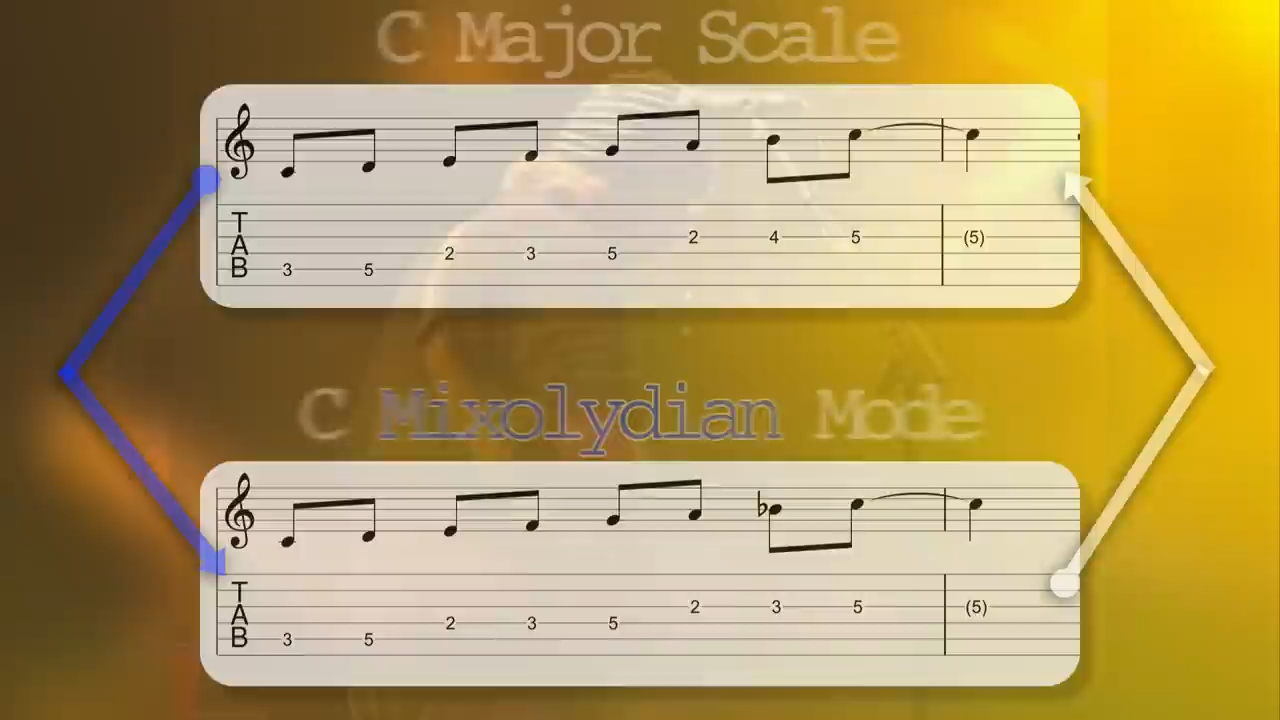 C Major Scale
T
A
B
3 5 2 3 5 2 4 5 (5)
C Mixolydian Mode
T
A
B
3 5 2 3 5 2 3 5 (5)